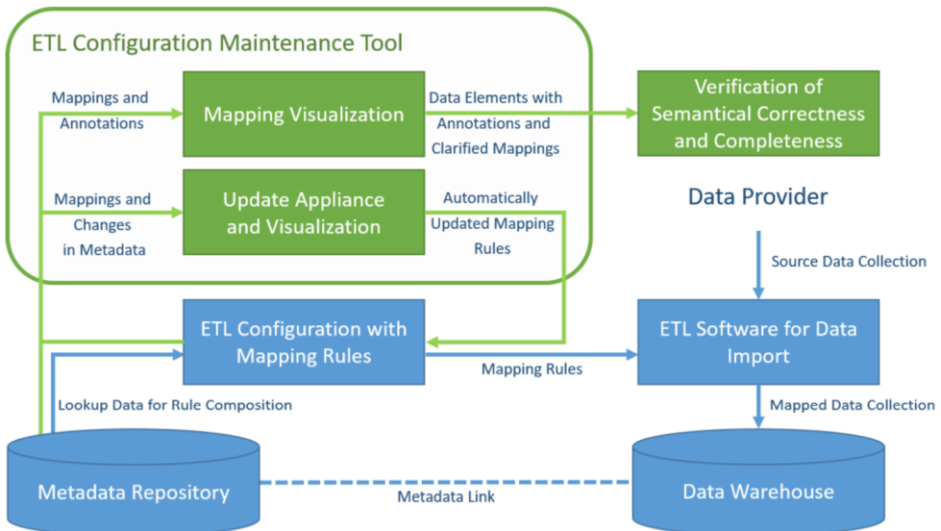 ETL Configuration Maintenance Tool
Mappings and
Annotations
Mapping Visualization
Data Elements with
Annotations and
Clarified Mappings
Verification of
Semantical Correctness
and Completeness
Mappings and
Changes
in Metadata
Update Appliance
and Visualization
Automatically
Updated Mapping
Rules
Data Provider
Source Data Collection
ETL Configuration with
Mapping Rules
Mapping Rules
ETL Software for Data
Import
Lookup Data for Rule Composition
Mapped Data Collection
Metadata Repository
Metadata Link
Data Warehouse